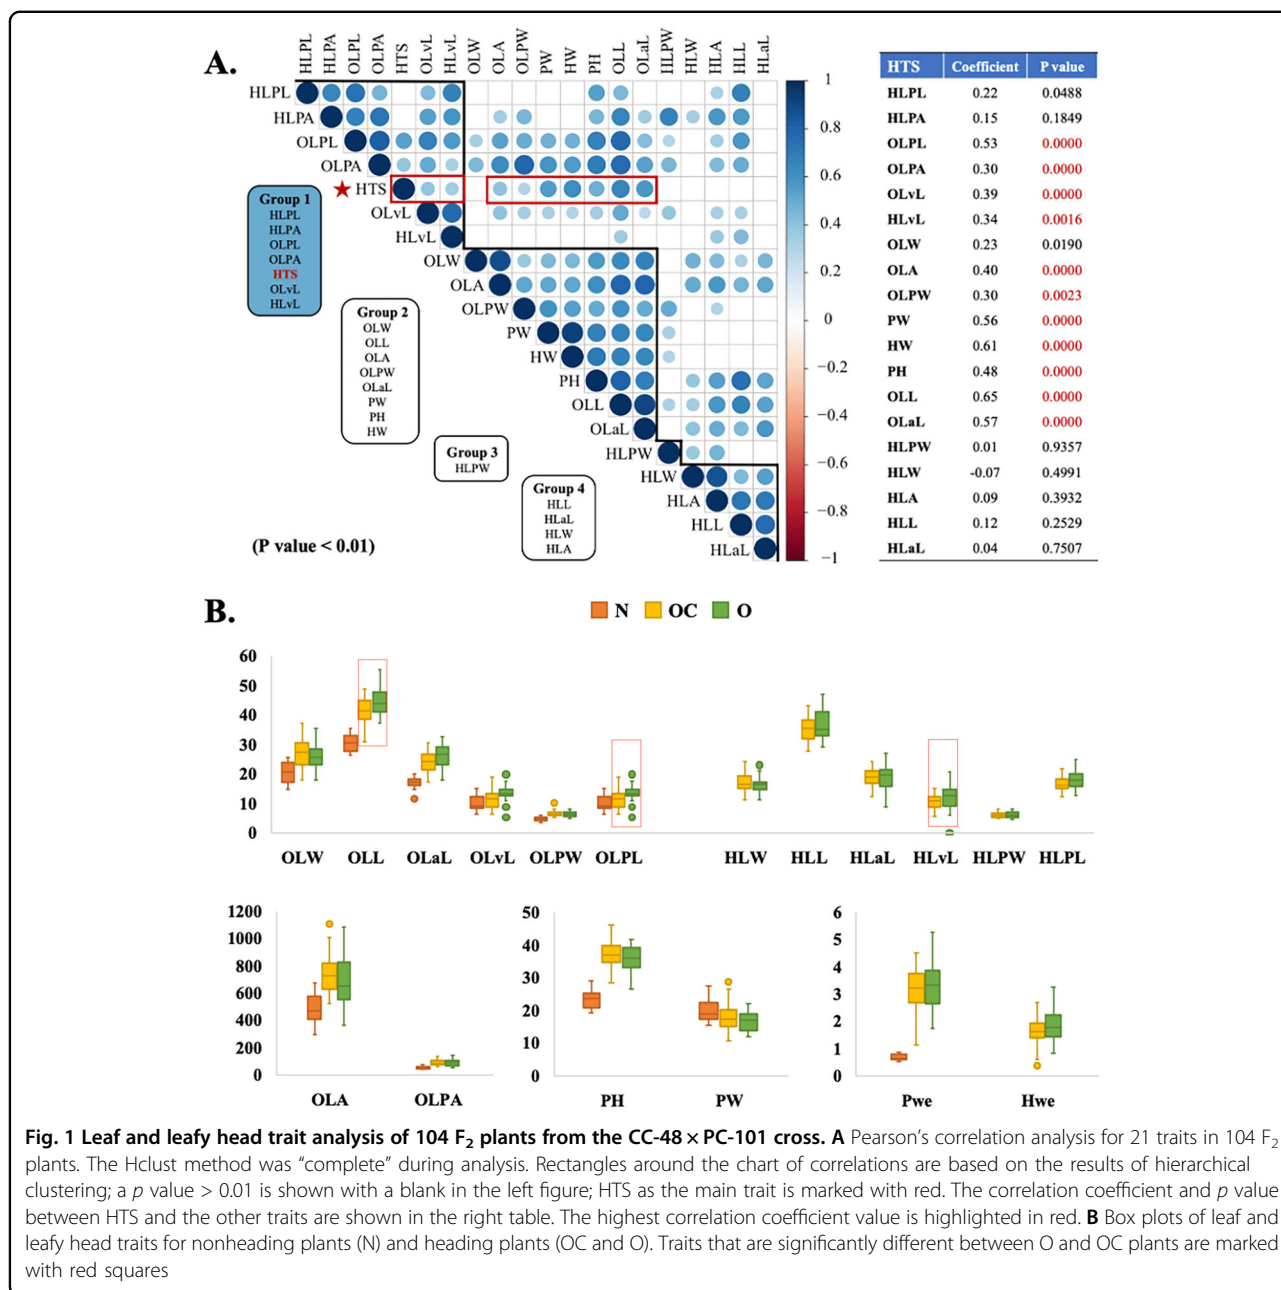 A.
HLPL
HLPA
OLPL
OLPA
HTS
OLvL
HLvL
OLW
OLA
OLPW
PW
HW
PH
OLL
OLaL
HLPW
HLW
HLA
HLL
HLaL
HLPL
HLPA
OLPL
OLPA
HTS
OLvL
HLvL
OLW
OLA
OLPW
PW
HW
PH
OLL
OLaL
HLPW
HLW
HLA
HLL
HLaL
Group 1
HLPL
HLPA
OLPL
OLPA
HTS
OLvL
HLvL
Group 2
OLW
OLL
OLA
OLPW
OLaL
PW
PH
HW
Group 3
HLPW
Group 4
HLL
HLaL
HLW
HLA
(P value < 0.01)
1
0.8
0.6
0.4
0.2
0
−0.2
−0.4
−0.6
−0.8
−1
HTS Coefficient P value
HLPL 0.22 0.0488
HLPA 0.15 0.1849
OLPL 0.53 0.0000
OLPA 0.30 0.0000
OLvL 0.39 0.0000
HLvL 0.34 0.0016
OLW 0.23 0.0190
OLA 0.40 0.0000
OLPW 0.30 0.0023
PW 0.56 0.0000
HW 0.61 0.0000
PH 0.48 0.0000
OLL 0.65 0.0000
OLaL 0.57 0.0000
HLPW 0.01 0.9357
HLW -0.07 0.4991
HLA 0.09 0.3932
HLL 0.12 0.2529
HLaL 0.04 0.7507
B.
N OC O
60
50
40
30
20
10
0
OLW OLL OLaL OLvL OLPW OLPL HLW HLL HLaL HLvL HLPW HLPL
1200
1000
800
600
400
200
0
OLA OLPA
50
40
30
20
10
0
PH PW
6
5
4
3
2
1
0
Pwe Hwe
Fig. 1 Leaf and leafy head trait analysis of 104 F2 plants from the CC-48 × PC-101 cross. A Pearson's correlation analysis for 21 traits in 104 F2
plants. The Hclust method was “complete” during analysis. Rectangles around the chart of correlations are based on the results of hierarchical
clustering; a p value > 0.01 is shown with a blank in the left figure; HTS as the main trait is marked with red. The correlation coefficient and p value
between HTS and the other traits are shown in the right table. The highest correlation coefficient value is highlighted in red. B Box plots of leaf and
leafy head traits for nonheading plants (N) and heading plants (OC and O). Traits that are significantly different between O and OC plants are marked
with red squares